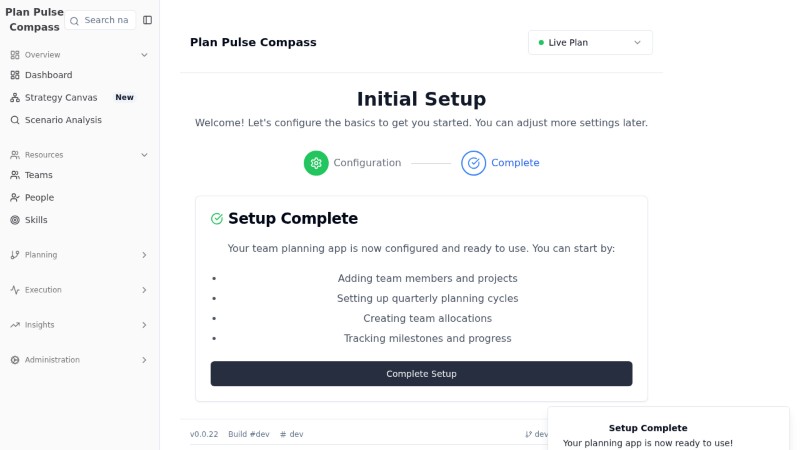 Plan Pulse
Compass
Search na
Overview
Dashboard
Strategy Canvas New
Scenario Analysis
Resources
Teams
People
Skills
Planning
Execution
Insights
Administration
Plan Pulse Compass
Live Plan
Initial Setup
Welcome! Let's configure the basics to get you started. You can adjust more settings later.
Configuration
Complete
Setup Complete
Your team planning app is now configured and ready to use. You can start by:
• Adding team members and projects
• Setting up quarterly planning cycles
• Creating team allocations
• Tracking milestones and progress
Complete Setup
v0.0.22 Build #dev # dev
dev
Setup Complete
Your planning app is now ready to use!